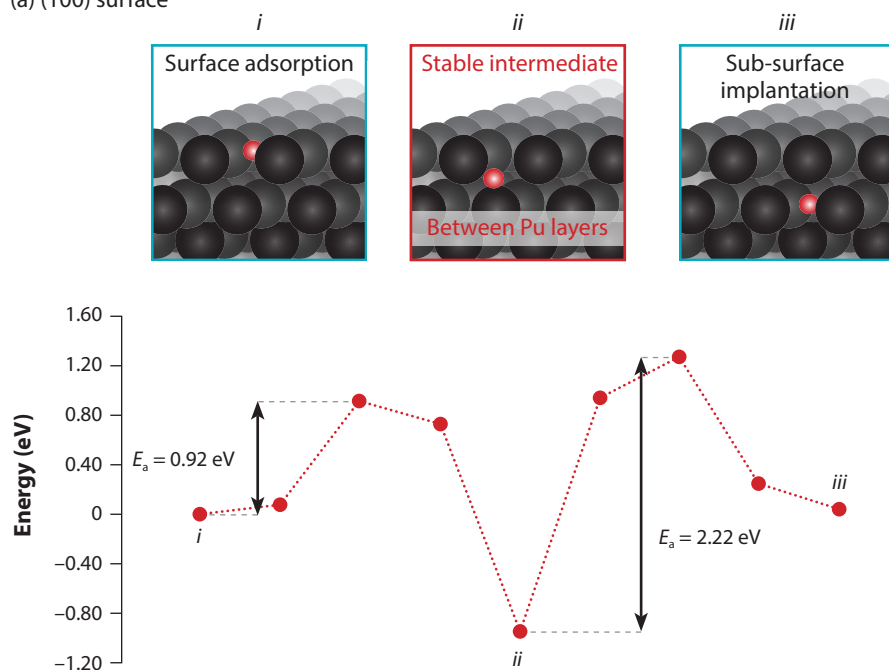 (a) (100) surface
i
ii
iii
Surface adsorption
Stable intermediate
Between Pu layers
Sub-surface
implantation
Energy (eV)
1.60
1.20
0.80
0.40
0
–0.40
–0.80
–1.20
Ea = 0.92 eV
i
ii
Ea = 2.22 eV
iii